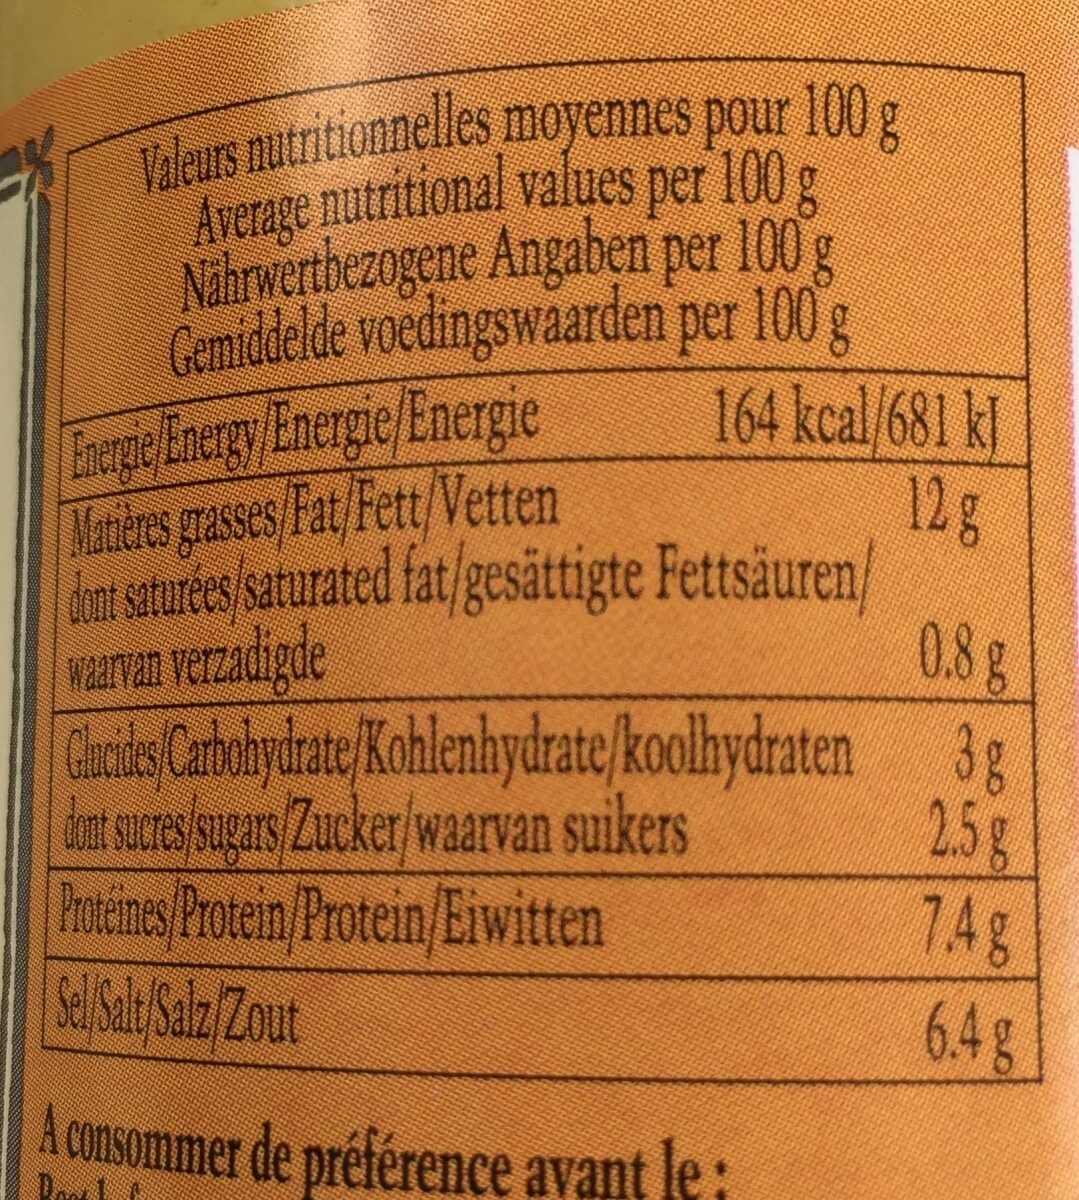 Valeurs nutritionnelles moyennes pour 100 g
Average nutritional values per 100 g
Nährwertbezogene Angaben per 100 g
Gemiddelde voedingswaarden per 100 g
Energie/Energy/Energie/Energie 164 kcal/681 kJ
Matières grasses/Fat/Fett/Vetten 12 g
dont saturées/saturated fat/gesättigte Fettsäuren/
waarvan verzadigde 0.8 g
Glucides/Carbohydrate/Kohlenhydrate/koolhydraten 3 g
dont sucres/sugars/Zucker/waarvan suikers 2.5 g
Protéines/Protein/Protein/Eiwitten 7.4 g
Sel/Salt/Salz/Zout 6.4 g
A consommer de préférence avant le :